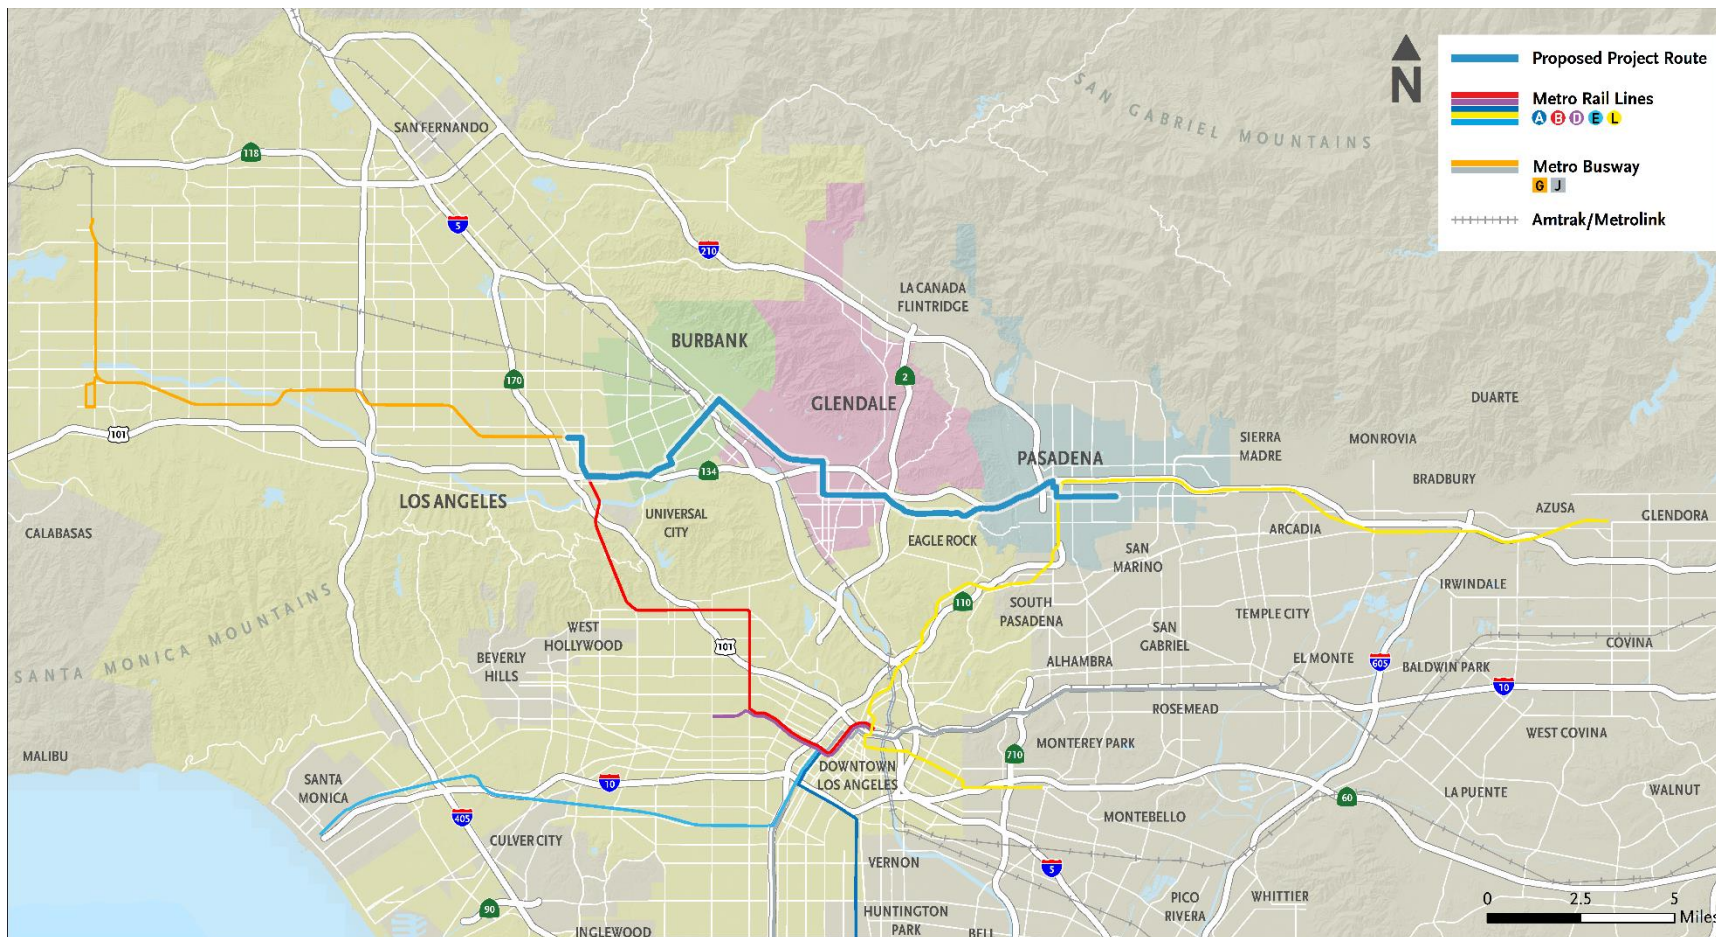 N
Proposed Project Route
Metro Rail Lines
A B D E L
Metro Busway
G J
Amtrak/Metrolink
SAN GABRIEL MOUNTAINS
SAN FERNANDO
118
5
210
LA CANADA
FLINTRIDGE
BURBANK
170
2
GLENDALE
DUARTE
101
SIERRA
MADRE
MONROVIA
PASADENA
134
BRADBURY
LOS ANGELES
UNIVERSAL
CITY
AZUSA
GLENDORA
CALABASAS
EAGLE ROCK
ARCADIA
SAN
MARINO
IRWINDALE
110
SOUTH
PASADENA
TEMPLE CITY
SANTA MONICA MOUNTAINS
WEST
HOLLYWOOD
SAN
GABRIEL
COVINA
101
BEVERLY
HILLS
ALHAMBRA
EL MONTE
605
BALDWIN PARK
10
ROSEMEAD
WEST COVINA
MONTEREY PARK
710
MALIBU
SANTA
MONICA
10
DOWNTOWN
LOS ANGELES
60
LA PUENTE
WALNUT
405
MONTEBELLO
CULVER CITY
VERNON
5
WHITTIER
PICO
RIVERA
90
HUNTINGTON
PARK
INGLEWOOD
BELL
0 2.5 5
Miles